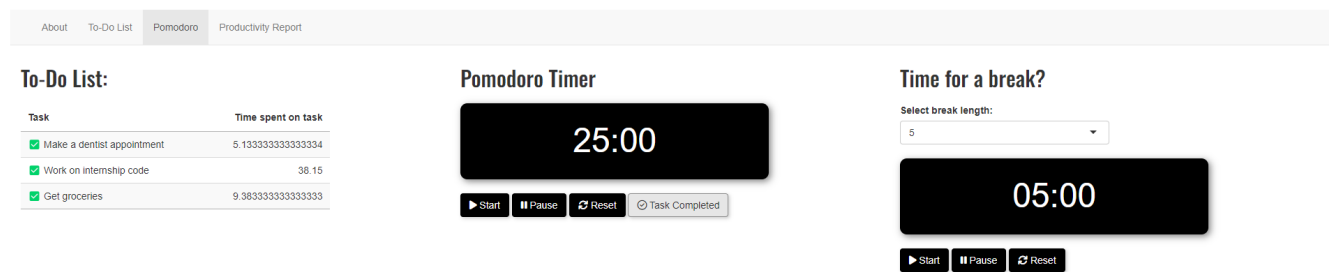 About To-Do List Pomodoro Productivity Report
To-Do List:
Task Time spent on task
Make a dentist appointment 5.133333333333334
Work on internship code 38.15
Get groceries 9.383333333333333
Pomodoro Timer
25:00
Start Pause Reset Task Completed
Time for a break?
Select break length:
5
05:00
Start Pause Reset